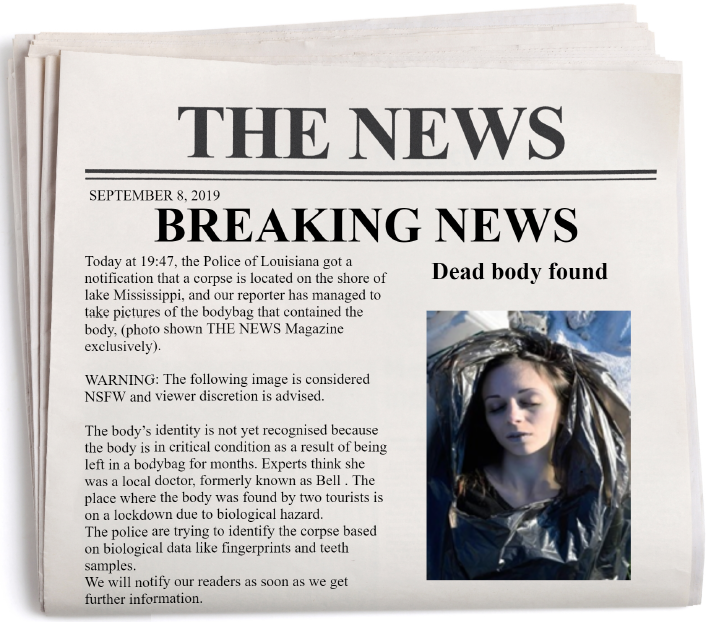 THE NEWS
SEPTEMBER 8, 2019
BREAKING NEWS
Today at 19:47, the Police of Louisiana got a
notification that a corpse is located on the shore of
lake Mississippi, and our reporter has managed to
take pictures of the bodybag that contained the
body, (photo shown THE NEWS Magazine
exclusively).
WARNING: The following image is considered
NSFW and viewer discretion is advised.
The body's identity is not yet recognised because
the body is in critical condition as a result of being
left in a bodybag for months. Experts think she
was a local doctor, formerly known as Bell . The
place where the body was found by two tourists is
on a lockdown due to biological hazard.
The police are trying to identify the corpse based
on biological data like fingerprints and teeth
samples.
We will notify our readers as soon as we get
further information.
Dead body found